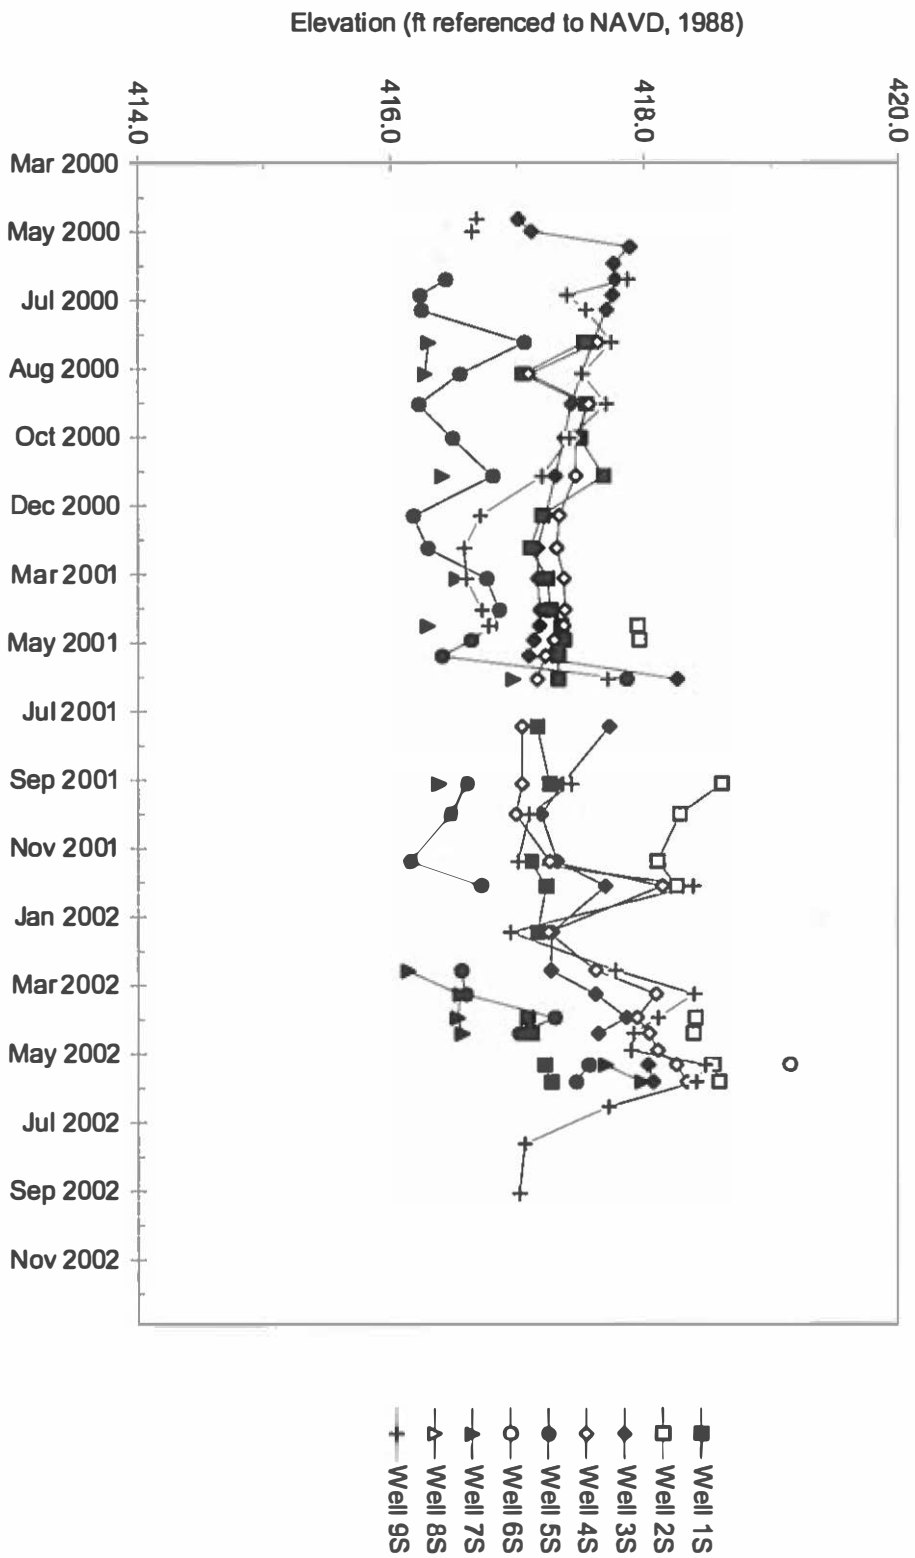 Elevation (ft referenced to NAVD, 1988)
414.0
416.0
418.0
420.0
Mar 2000
May 2000
Jul 2000
Aug 2000
Oct 2000
Dec 2000
Mar 2001
May 2001
Jul 2001
Sep 2001
Nov 2001
Jan 2002
Mar 2002
May 2002
Jul 2002
Sep 2002
Nov 2002
Well 1S
Well 2S
Well 3S
Well 4S
Well 5S
Well 6S
Well 7S
Well 8S
Well 9S